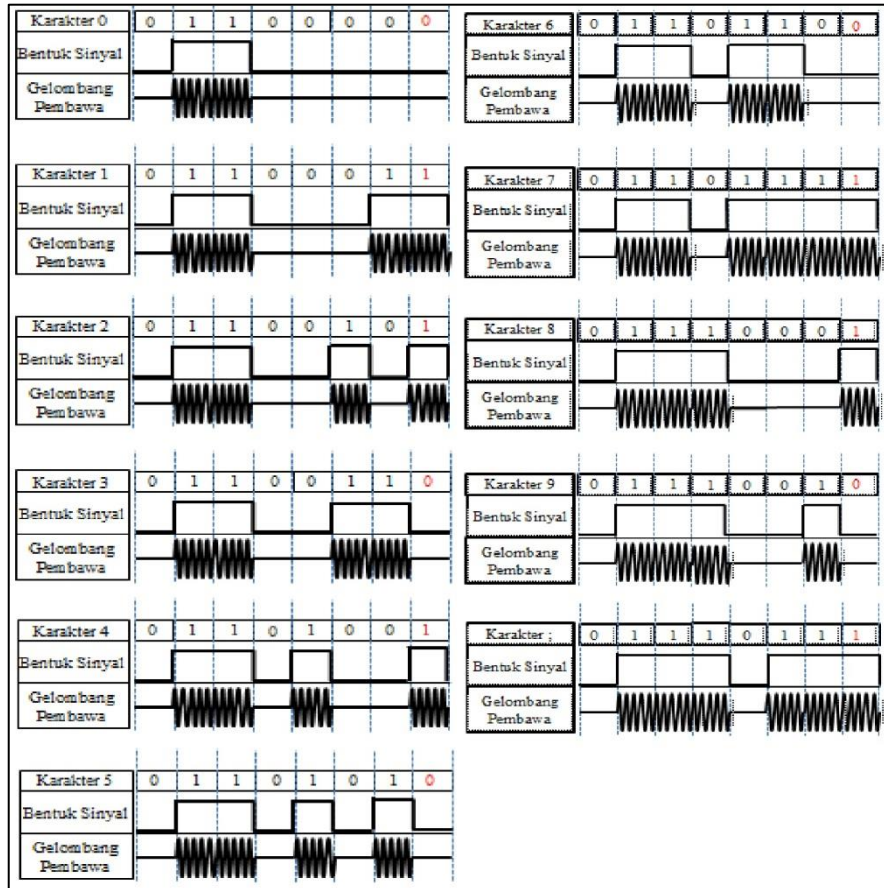 Karakter 0 0 1 1 0 0 0 0 0
Bentuk Sinyal
Gelombang
Pembawa
Karakter 1 0 1 1 0 0 0 1 1
Bentuk Sinyal
Gelombang
Pembawa
Karakter 2 0 1 1 0 0 1 0 1
Bentuk Sinyal
Gelombang
Pembawa
Karakter 3 0 1 1 0 0 1 1 0
Bentuk Sinyal
Gelombang
Pembawa
Karakter 4 0 1 1 0 1 0 0 1
Bentuk Sinyal
Gelombang
Pembawa
Karakter 5 0 1 1 0 1 0 1 0
Bentuk Sinyal
Gelombang
Pembawa
Karakter 6 0 1 1 0 1 1 0 0
Bentuk Sinyal
Gelombang
Pembawa
Karakter 7 0 1 1 0 1 1 1 1
Bentuk Sinyal
Gelombang
Pembawa
Karakter 8 0 1 1 1 0 0 0 1
Bentuk Sinyal
Gelombang
Pembawa
Karakter 9 0 1 1 1 0 0 1 0
Bentuk Sinyal
Gelombang
Pembawa
Karakter ; 0 1 1 1 0 1 1 1
Bentuk Sinyal
Gelombang
Pembawa